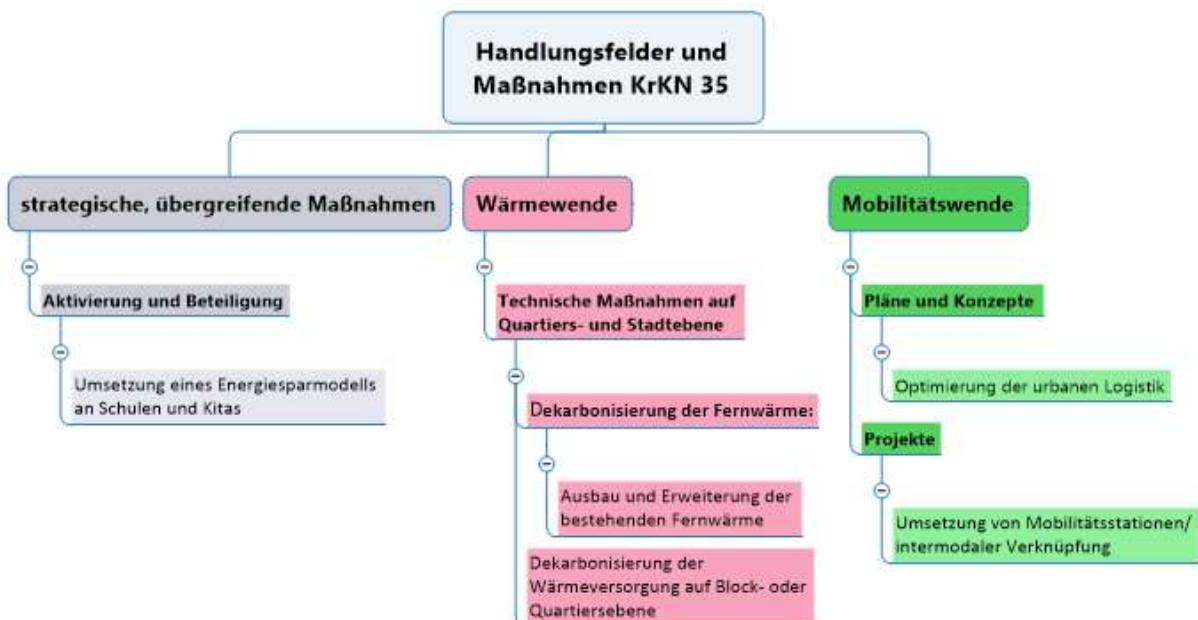 Handlungsfelder und
Maßnahmen KrKN 35
strategische, übergreifende Maßnahmen
Aktivierung und Beteiligung
Umsetzung eines Energiesparmodells
an Schulen und Kitas
Wärmewende
Technische Maßnahmen auf
Quartiers- und Stadtebene
Dekarbonisierung der Fernwärme:
Ausbau und Erweiterung der
bestehenden Fernwärme
Dekarbonisierung der
Wärmeversorgung auf Block- oder
Quartiersebene
Mobilitätswende
Pläne und Konzepte
Optimierung der urbanen Logistik
Projekte
Umsetzung von Mobilitätsstationen/
intermodaler Verknüpfung